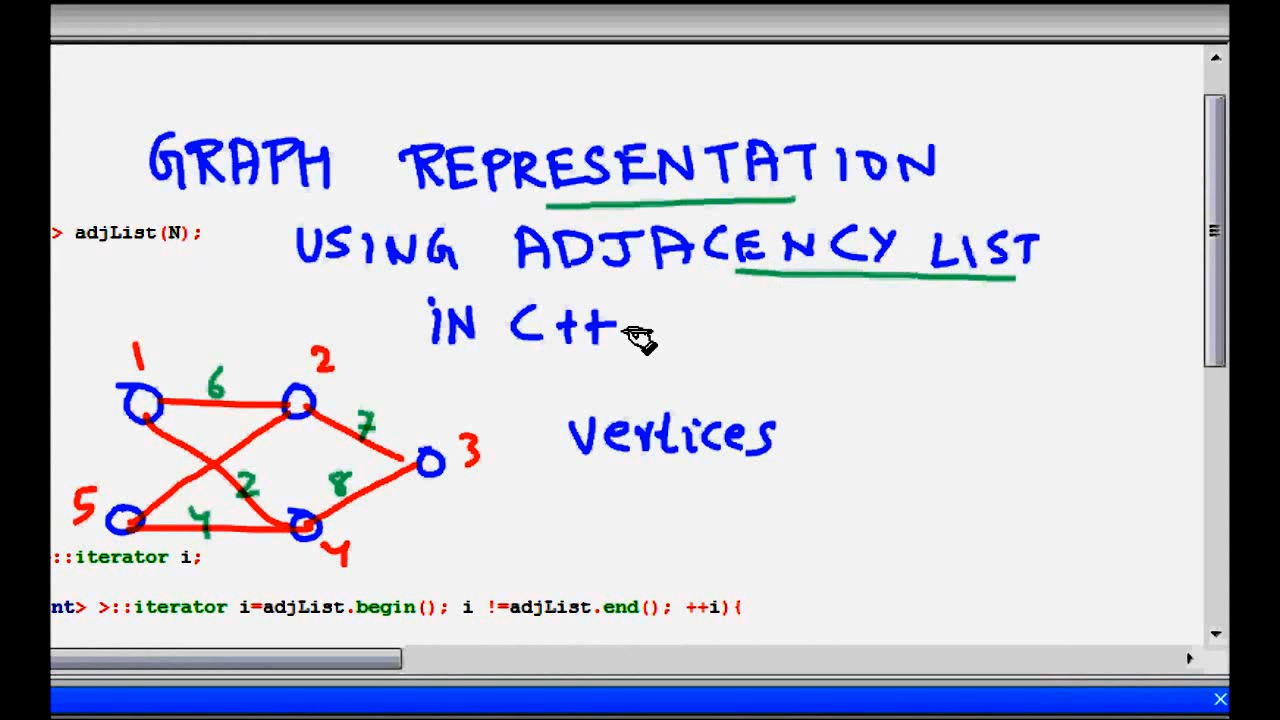 GRAPH REPRESENTATION
> adjList(N);
USING ADJACENCY LIST
IN C++
1
2
6
7
vertices
3
5
2
8
4
4
::iterator i;
nt> >::iterator i=adjList.begin(); i !=adjList.end(); ++i){